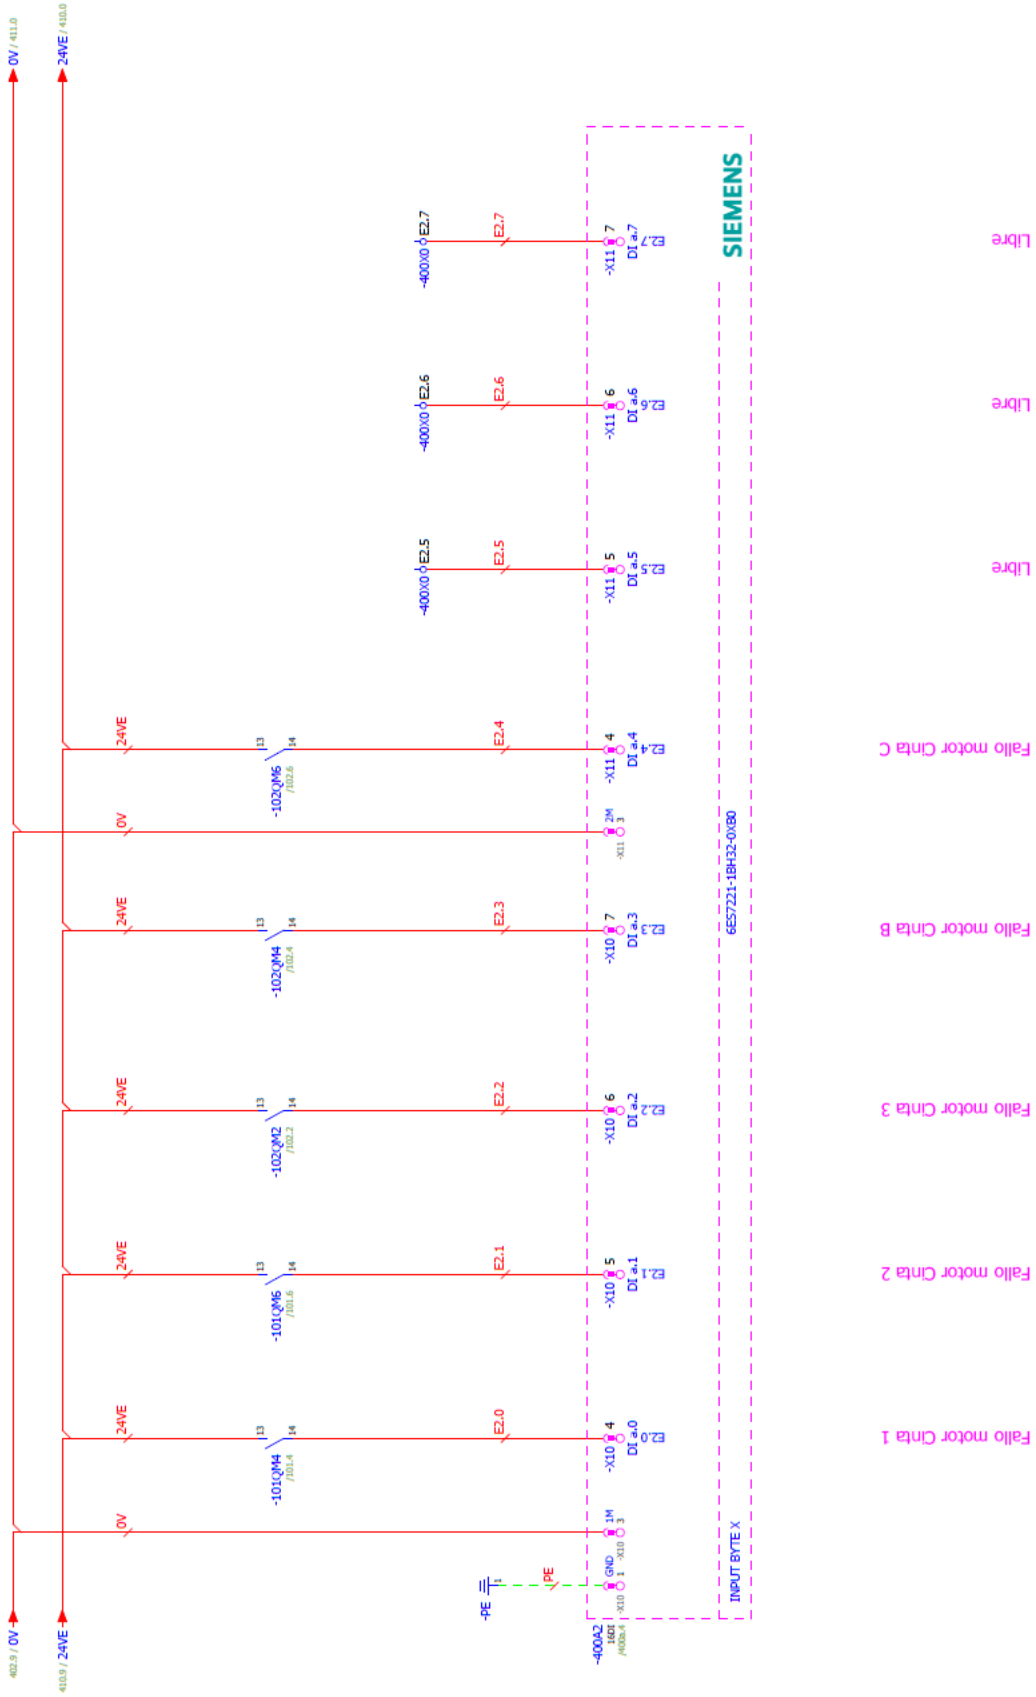 402.9 / 0V
0V / 411.0
410.9 / 24VE
24VE / 410.0
0V
24VE
24VE
24VE
24VE
0V
24VE
13
14
-101QM4
/101.4
13
14
-101QM6
/101.6
13
14
-102QM2
/102.2
13
14
-102QM4
/102.4
13
14
-102QM6
/102.6
-400X0 E2.5
-400X0 E2.6
-400X0 E2.7
-PE
1
PE
E2.0
E2.1
E2.2
E2.3
E2.4
E2.5
E2.6
E2.7
-400A2
16DI
/400a.4
GND
-X10 1
1M
-X10 3
-X10 4
DI a.0
E2.0
-X10 5
DI a.1
E2.1
-X10 6
DI a.2
E2.2
-X10 7
DI a.3
E2.3
2M
-X11 3
-X11 4
DI a.4
E2.4
-X11 5
DI a.5
E2.5
-X11 6
DI a.6
E2.6
-X11 7
DI a.7
E2.7
INPUT BYTE X
6ES7221-1BH32-0XB0
SIEMENS
Fallo motor Cinta 1
Fallo motor Cinta 2
Fallo motor Cinta 3
Fallo motor Cinta B
Fallo motor Cinta C
Libre
Libre
Libre